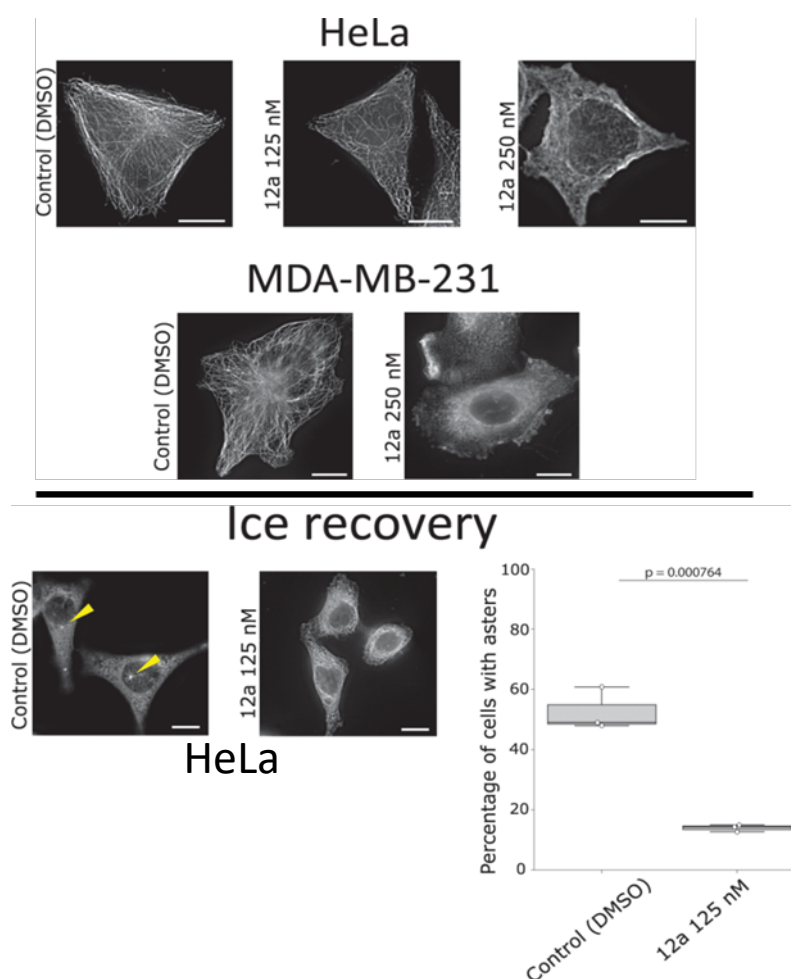 HeLa
Control (DMSO)
12a 125 nM
12a 250 nM
MDA-MB-231
Control (DMSO)
12a 250 nM
Ice recovery
Control (DMSO)
12a 125 nM
HeLa
Percentage of cells with asters
100
80
60
40
20
0
p = 0.000764
Control (DMSO)
12a 125 nM